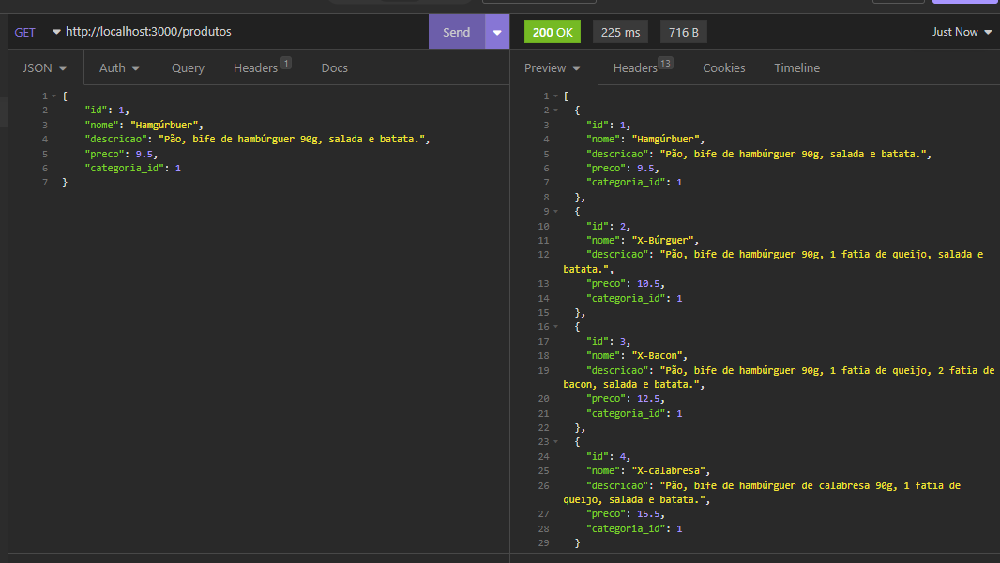 GET http://localhost:3000/produtos Send
200 OK 225 ms 716 B Just Now
JSON Auth Query Headers 1 Docs
Preview Headers 13 Cookies Timeline
1 {
2 "id": 1,
3 "nome": "Hamgúrbuer",
4 "descricao": "Pão, bife de hambúrguer 90g, salada e batata.",
5 "preco": 9.5,
6 "categoria_id": 1
7 }
1 [
2 {
3 "id": 1,
4 "nome": "Hamgúrbuer",
5 "descricao": "Pão, bife de hambúrguer 90g, salada e batata.",
6 "preco": 9.5,
7 "categoria_id": 1
8 },
9 {
10 "id": 2,
11 "nome": "X-Búrguer",
12 "descricao": "Pão, bife de hambúrguer 90g, 1 fatia de queijo, salada e
batata.",
13 "preco": 10.5,
14 "categoria_id": 1
15 },
16 {
17 "id": 3,
18 "nome": "X-Bacon",
19 "descricao": "Pão, bife de hambúrguer 90g, 1 fatia de queijo, 2 fatia de
bacon, salada e batata.",
20 "preco": 12.5,
21 "categoria_id": 1
22 },
23 {
24 "id": 4,
25 "nome": "X-calabresa",
26 "descricao": "Pão, bife de hambúrguer de calabresa 90g, 1 fatia de
queijo, salada e batata.",
27 "preco": 15.5,
28 "categoria_id": 1
29 }